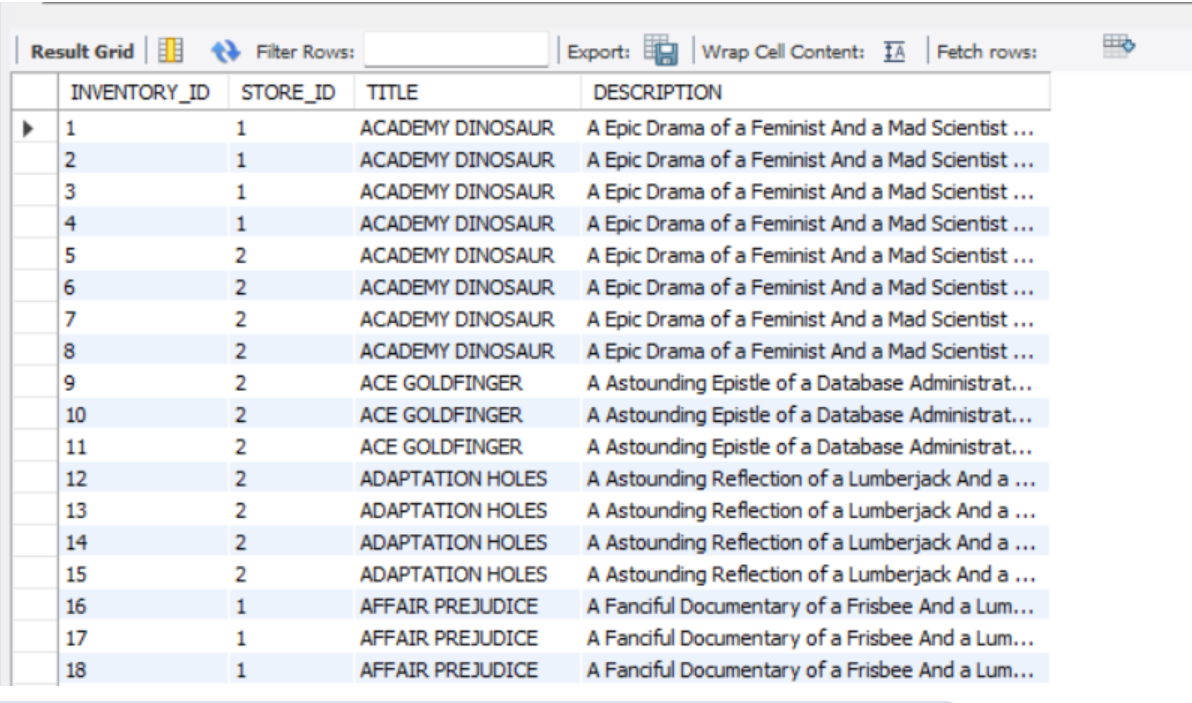 Result Grid Filter Rows: Export: Wrap Cell Content: IA Fetch rows:
INVENTORY_ID STORE_ID TITLE DESCRIPTION
1 1 ACADEMY DINOSAUR A Epic Drama of a Feminist And a Mad Scientist ...
2 1 ACADEMY DINOSAUR A Epic Drama of a Feminist And a Mad Scientist ...
3 1 ACADEMY DINOSAUR A Epic Drama of a Feminist And a Mad Scientist ...
4 1 ACADEMY DINOSAUR A Epic Drama of a Feminist And a Mad Scientist ...
5 2 ACADEMY DINOSAUR A Epic Drama of a Feminist And a Mad Scientist ...
6 2 ACADEMY DINOSAUR A Epic Drama of a Feminist And a Mad Scientist ...
7 2 ACADEMY DINOSAUR A Epic Drama of a Feminist And a Mad Scientist ...
8 2 ACADEMY DINOSAUR A Epic Drama of a Feminist And a Mad Scientist ...
9 2 ACE GOLDFINGER A Astounding Epistle of a Database Administrat...
10 2 ACE GOLDFINGER A Astounding Epistle of a Database Administrat...
11 2 ACE GOLDFINGER A Astounding Epistle of a Database Administrat...
12 2 ADAPTATION HOLES A Astounding Reflection of a Lumberjack And a ...
13 2 ADAPTATION HOLES A Astounding Reflection of a Lumberjack And a ...
14 2 ADAPTATION HOLES A Astounding Reflection of a Lumberjack And a ...
15 2 ADAPTATION HOLES A Astounding Reflection of a Lumberjack And a ...
16 1 AFFAIR PREJUDICE A Fanciful Documentary of a Frisbee And a Lum...
17 1 AFFAIR PREJUDICE A Fanciful Documentary of a Frisbee And a Lum...
18 1 AFFAIR PREJUDICE A Fanciful Documentary of a Frisbee And a Lum...